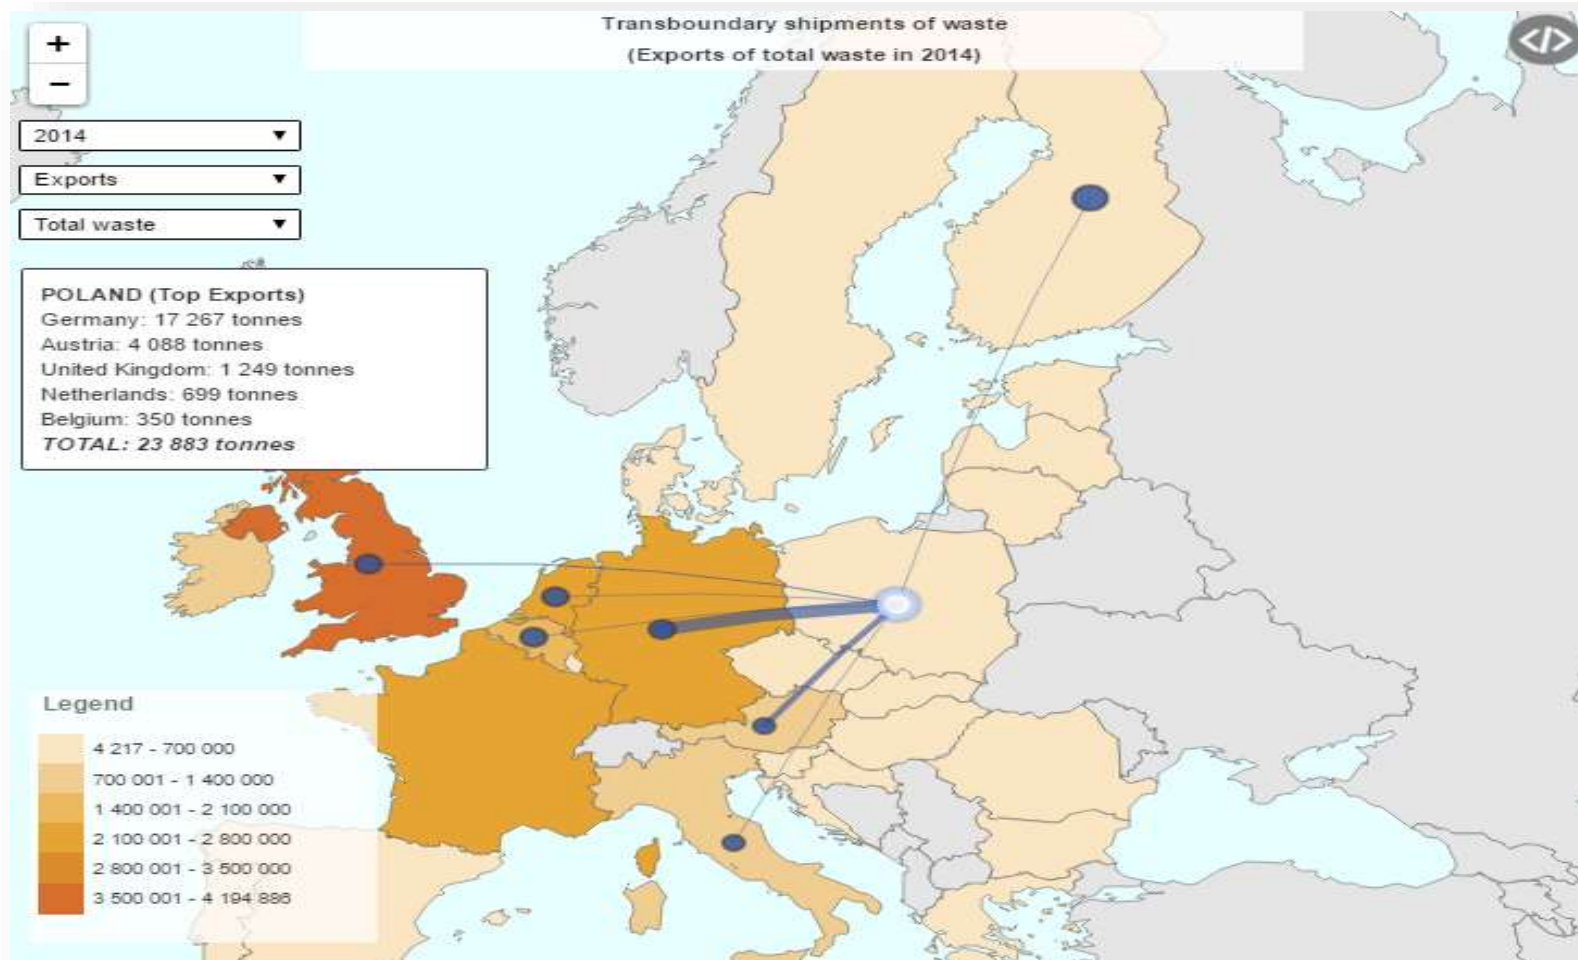 Transboundary shipments of waste
(Exports of total waste in 2014)
+
−
</>
2014
Exports
Total waste
POLAND (Top Exports)
Germany: 17 267 tonnes
Austria: 4 088 tonnes
United Kingdom: 1 249 tonnes
Netherlands: 699 tonnes
Belgium: 350 tonnes
TOTAL: 23 883 tonnes
Legend
4 217 - 700 000
700 001 - 1 400 000
1 400 001 - 2 100 000
2 100 001 - 2 800 000
2 800 001 - 3 500 000
3 500 001 - 4 194 886